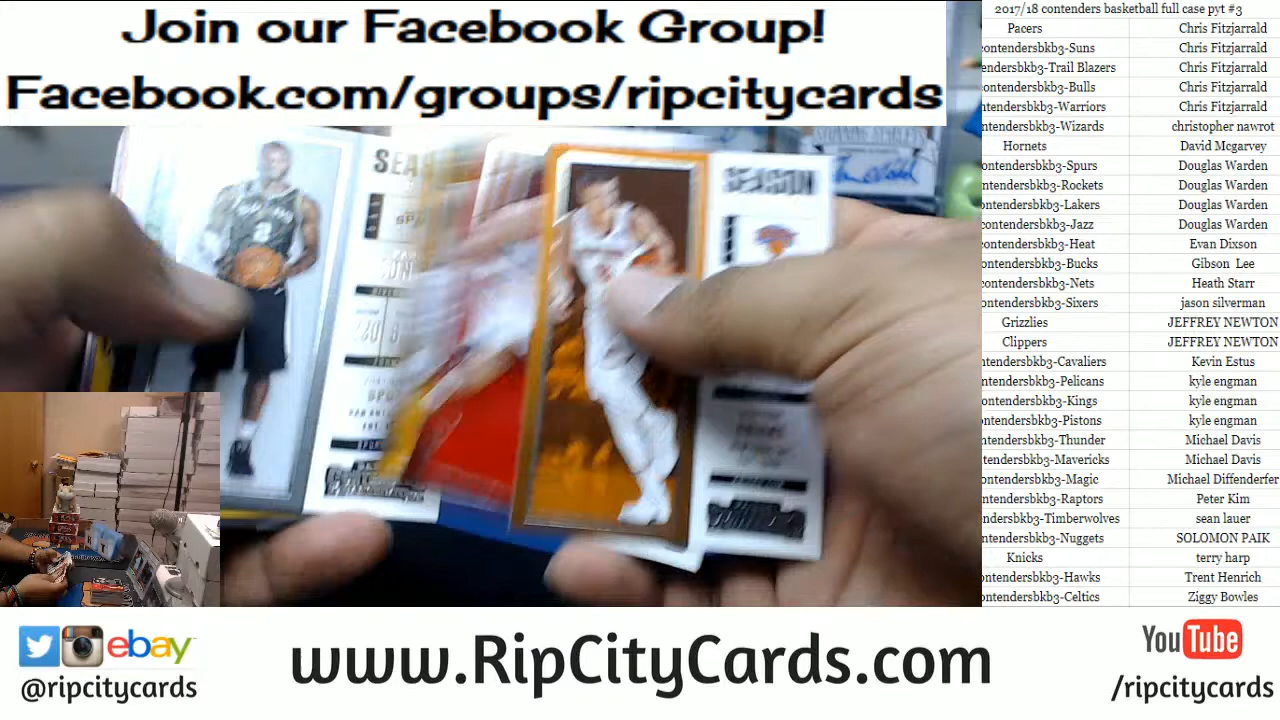 Join our Facebook Group!
Facebook.com/groups/ripcitycards
2017/18 contenders basketball full case pyt #3
Pacers Chris Fitzjarrald
contendersbkb3-Suns Chris Fitzjarrald
endersbkb3-Trail Blazers Chris Fitzjarrald
contendersbkb3-Bulls Chris Fitzjarrald
ntendersbkb3-Warriors Chris Fitzjarrald
ntendersbkb3-Wizards christopher nawrot
Hornets David Mcgarvey
ontendersbkb3-Spurs Douglas Warden
ntendersbkb3-Rockets Douglas Warden
ontendersbkb3-Lakers Douglas Warden
contendersbkb3-Jazz Douglas Warden
ontendersbkb3-Heat Evan Dixson
ontendersbkb3-Bucks Gibson Lee
ontendersbkb3-Nets Heath Starr
ontendersbkb3-Sixers jason silverman
Grizzlies JEFFREY NEWTON
Clippers JEFFREY NEWTON
ntendersbkb3-Cavaliers Kevin Estus
ontendersbkb3-Pelicans kyle engman
ontendersbkb3-Kings kyle engman
ontendersbkb3-Pistons kyle engman
ntendersbkb3-Thunder Michael Davis
ntendersbkb3-Mavericks Michael Davis
ontendersbkb3-Magic Michael Diffenderfer
ontendersbkb3-Raptors Peter Kim
ndersbkb3-Timberwolves sean lauer
ontendersbkb3-Nuggets SOLOMON PAIK
Knicks terry harp
ontendersbkb3-Hawks Trent Henrich
ontendersbkb3-Celtics Ziggy Bowles
SEA
SEASON
ebay
@ripcitycards
www.RipCityCards.com
YouTube
/ripcitycards